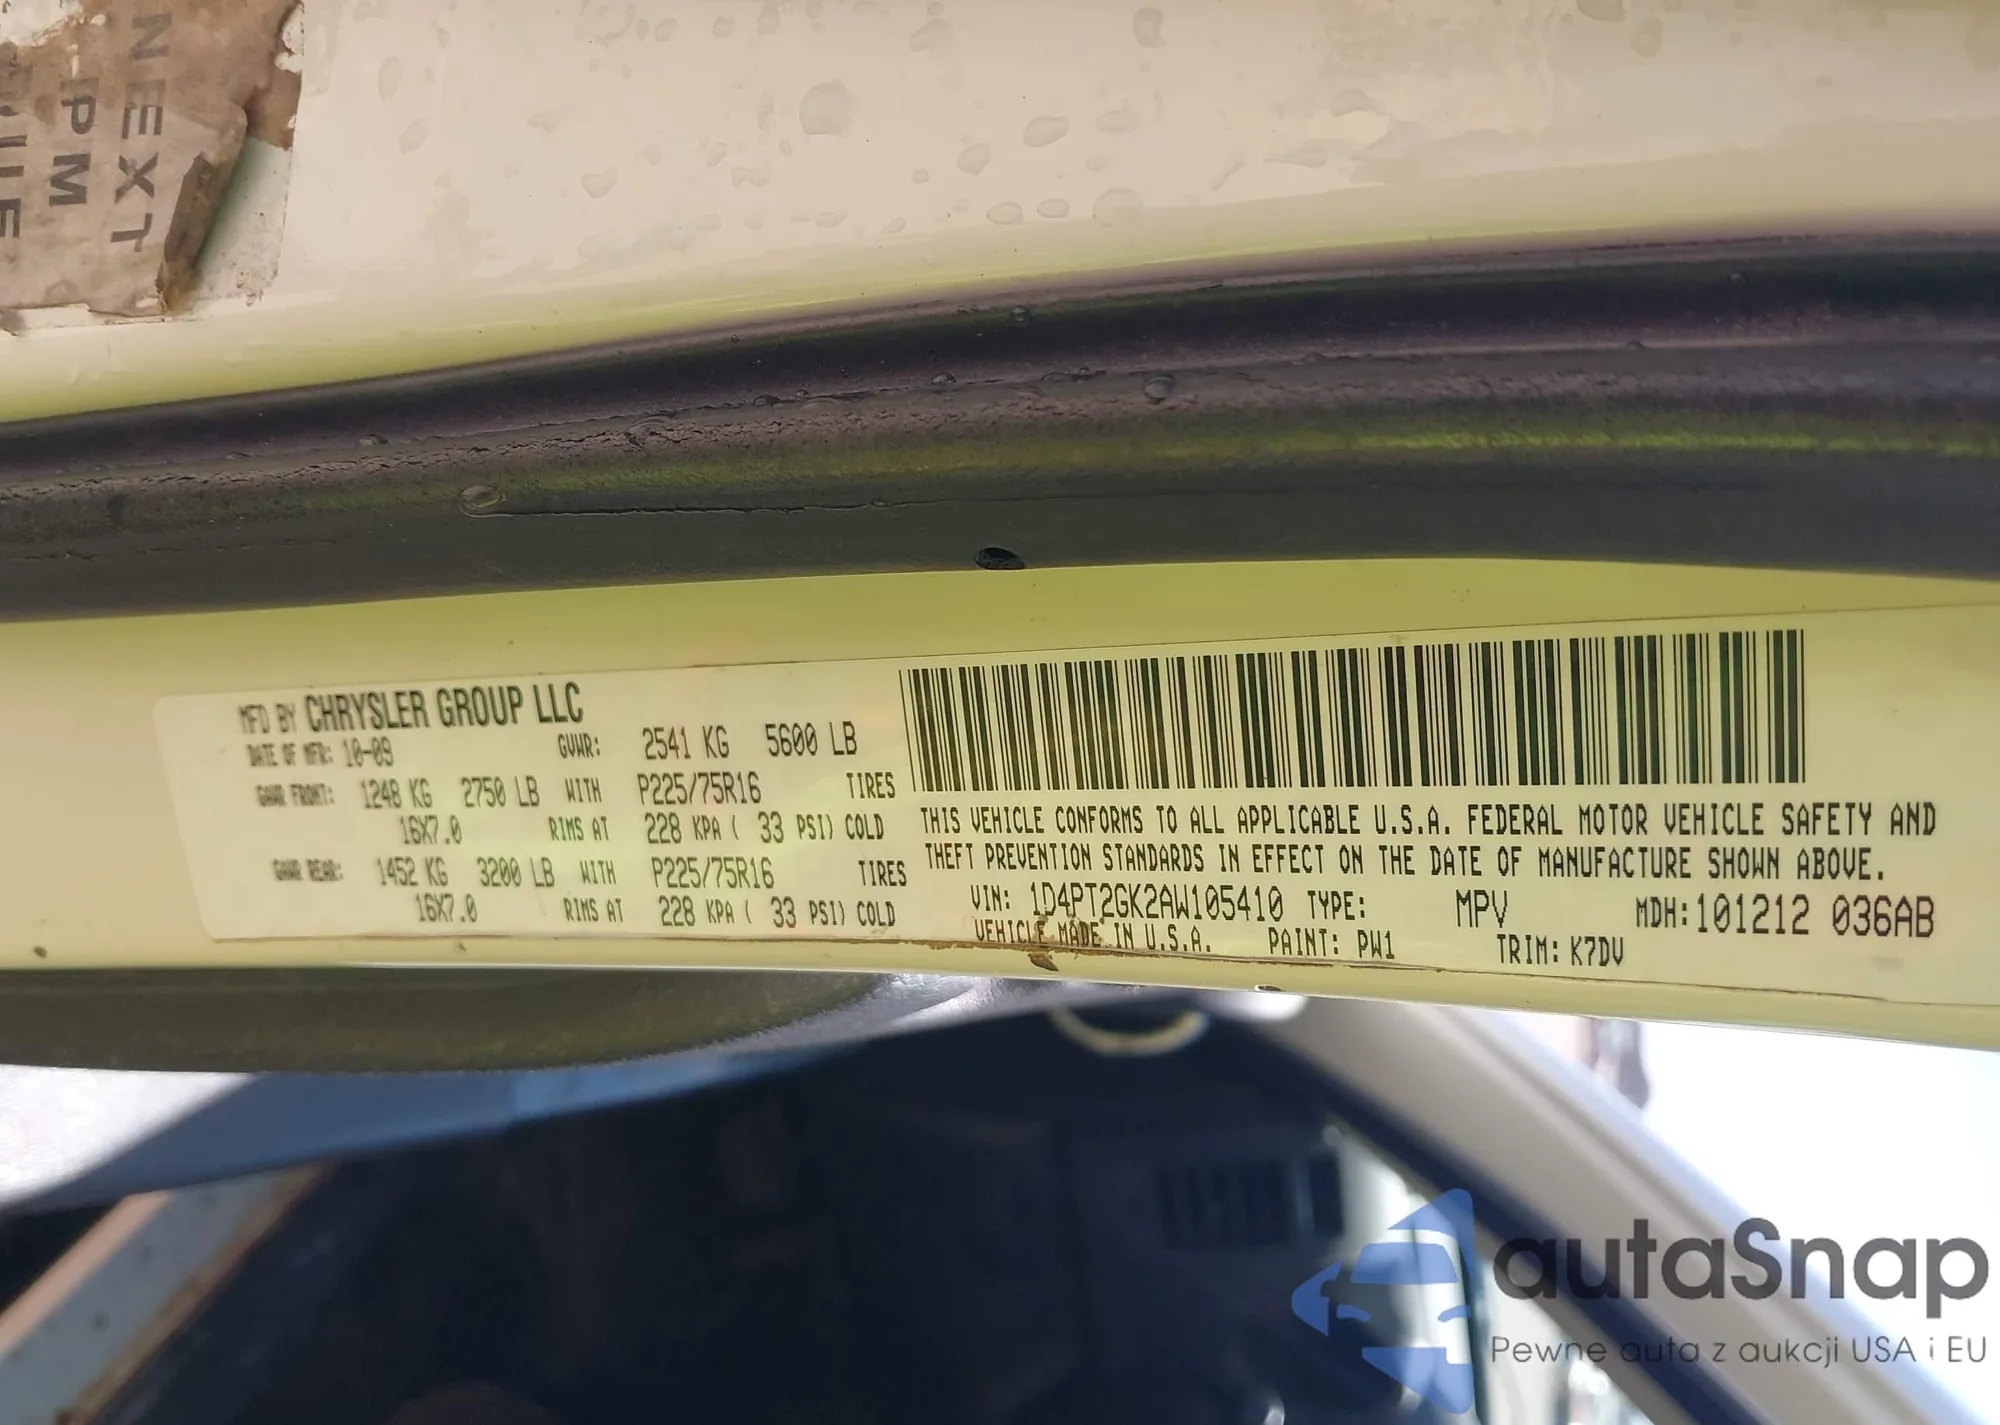 NEXT
PM
MFD BY CHRYSLER GROUP LLC
DATE OF MFR: 10-09 GVWR: 2541 KG 5600 LB
GAWR FRONT: 1248 KG 2750 LB WITH P225/75R16 TIRES
16X7.0 RIMS AT 228 KPA ( 33 PSI) COLD
GAWR REAR: 1452 KG 3200 LB WITH P225/75R16 TIRES
16X7.0 RIMS AT 228 KPA ( 33 PSI) COLD
THIS VEHICLE CONFORMS TO ALL APPLICABLE U.S.A. FEDERAL MOTOR VEHICLE SAFETY AND
THEFT PREVENTION STANDARDS IN EFFECT ON THE DATE OF MANUFACTURE SHOWN ABOVE.
VIN: 1D4PT2GK2AW105410 TYPE: MPV MDH:101212 036AB
VEHICLE MADE IN U.S.A. PAINT: PW1 TRIM: K7DV
autaSnap
Pewne auta z aukcji USA i EU